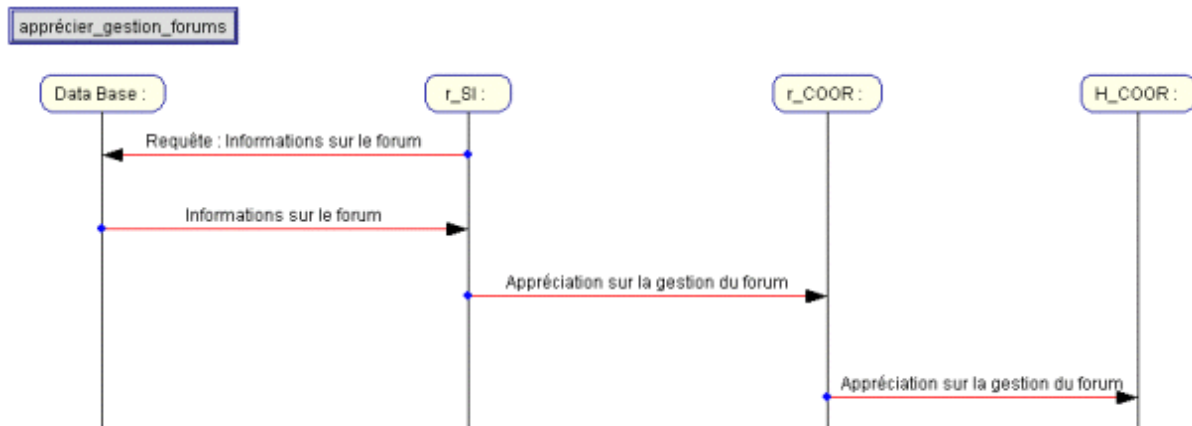 apprécier_gestion_forums
Data Base :
r_SI :
r_COOR :
H_COOR :
Requête : Informations sur le forum
Informations sur le forum
Appréciation sur la gestion du forum
Appréciation sur la gestion du forum